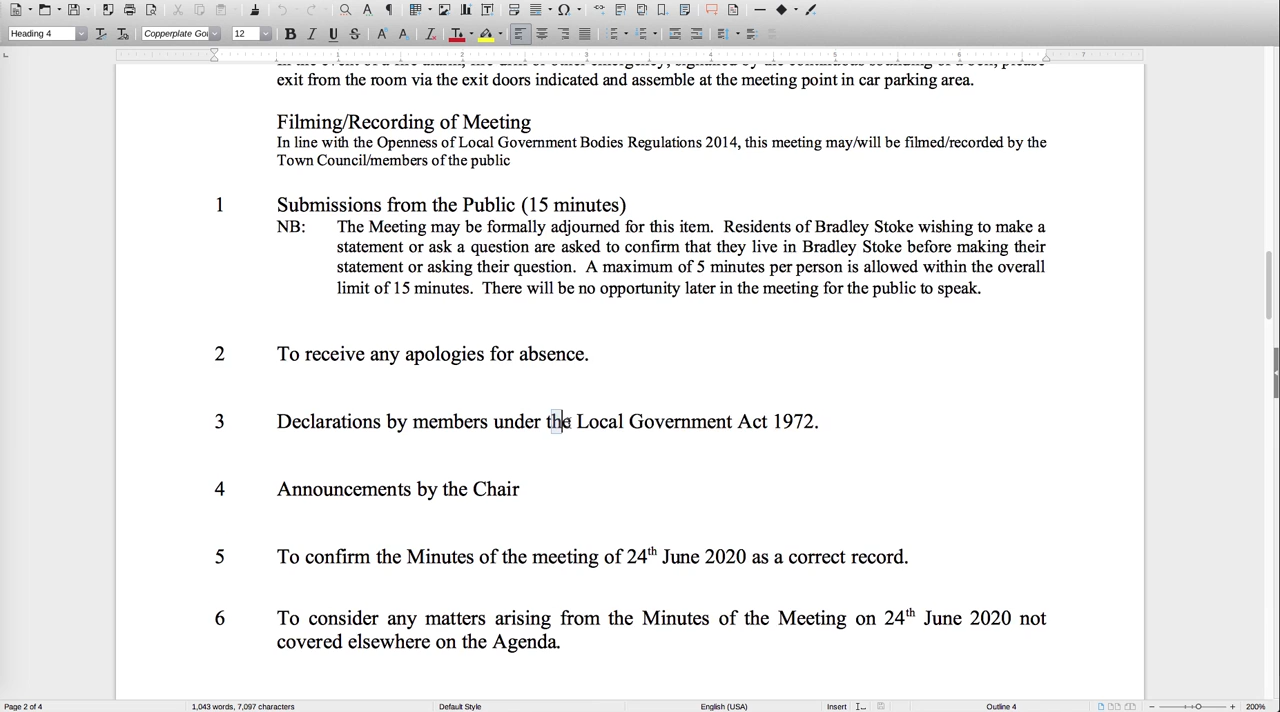 Heading 4
Copperplate Got
12
2
3
4
5
6
7
exit from the room via the exit doors indicated and assemble at the meeting point in car parking area.
Filming/Recording of Meeting
In line with the Openness of Local Government Bodies Regulations 2014, this meeting may/will be filmed/recorded by the
Town Council/members of the public
1 Submissions from the Public (15 minutes)
NB: The Meeting may be formally adjourned for this item. Residents of Bradley Stoke wishing to make a
statement or ask a question are asked to confirm that they live in Bradley Stoke before making their
statement or asking their question. A maximum of 5 minutes per person is allowed within the overall
limit of 15 minutes. There will be no opportunity later in the meeting for the public to speak.
2 To receive any apologies for absence.
3 Declarations by members under the Local Government Act 1972.
4 Announcements by the Chair
5 To confirm the Minutes of the meeting of 24th June 2020 as a correct record.
6 To consider any matters arising from the Minutes of the Meeting on 24th June 2020 not
covered elsewhere on the Agenda.
Page 2 of 4 1,043 words, 7,097 characters Default Style English (USA) Insert Outline 4 200%